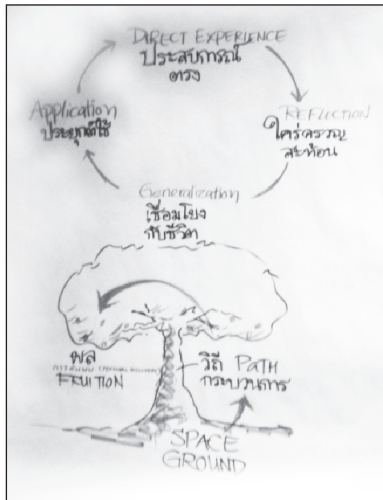 DIRECT EXPERIENCE
ประสบการณ์
ตรง
REFLECTION
ใคร่ครวญ
สะท้อน
Generalization
เชื่อมโยง
กับชีวิต
Application
ประยุกต์ใช้
ผล
FRUITION
วิถี PATH
กระบวนการ
SPACE
GROUND